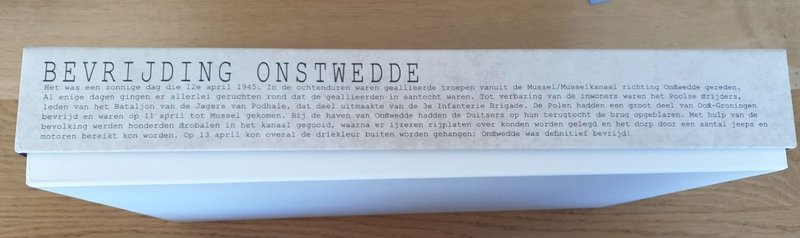 BEVRIJDING ONSTWEDDE
Het was een zonnige dag die 12e april 1945. In de ochtenduren waren geallieerde troepen vanuit de Mussel/Musselkanaal richting Onstwedde gereden.
Al enige dagen gingen er allerlei geruchten rond dat de geallieerden in aantocht waren. Tot verbazing van de inwoners waren het Poolse strijders,
leden van het Bataljon van de Jagers van Podhale, dat deel uitmaakte van de 3e Infanterie Brigade. De Polen hadden een groot deel van Oost-Groningen
bevrijd en waren op 11 april tot Mussel gekomen. Bij de haven van Onstwedde hadden de Duitsers op hun terugtocht de brug opgeblazen. Met hulp van de
bevolking werden honderden strobalen in het kanaal gegooid, waarna er ijzeren rijplaten over konden worden gelegd en het dorp door een aantal jeeps en
motoren bereikt kon worden. Op 13 april kon overal de driekleur buiten worden gehangen: Onstwedde was definitief bevrijd!